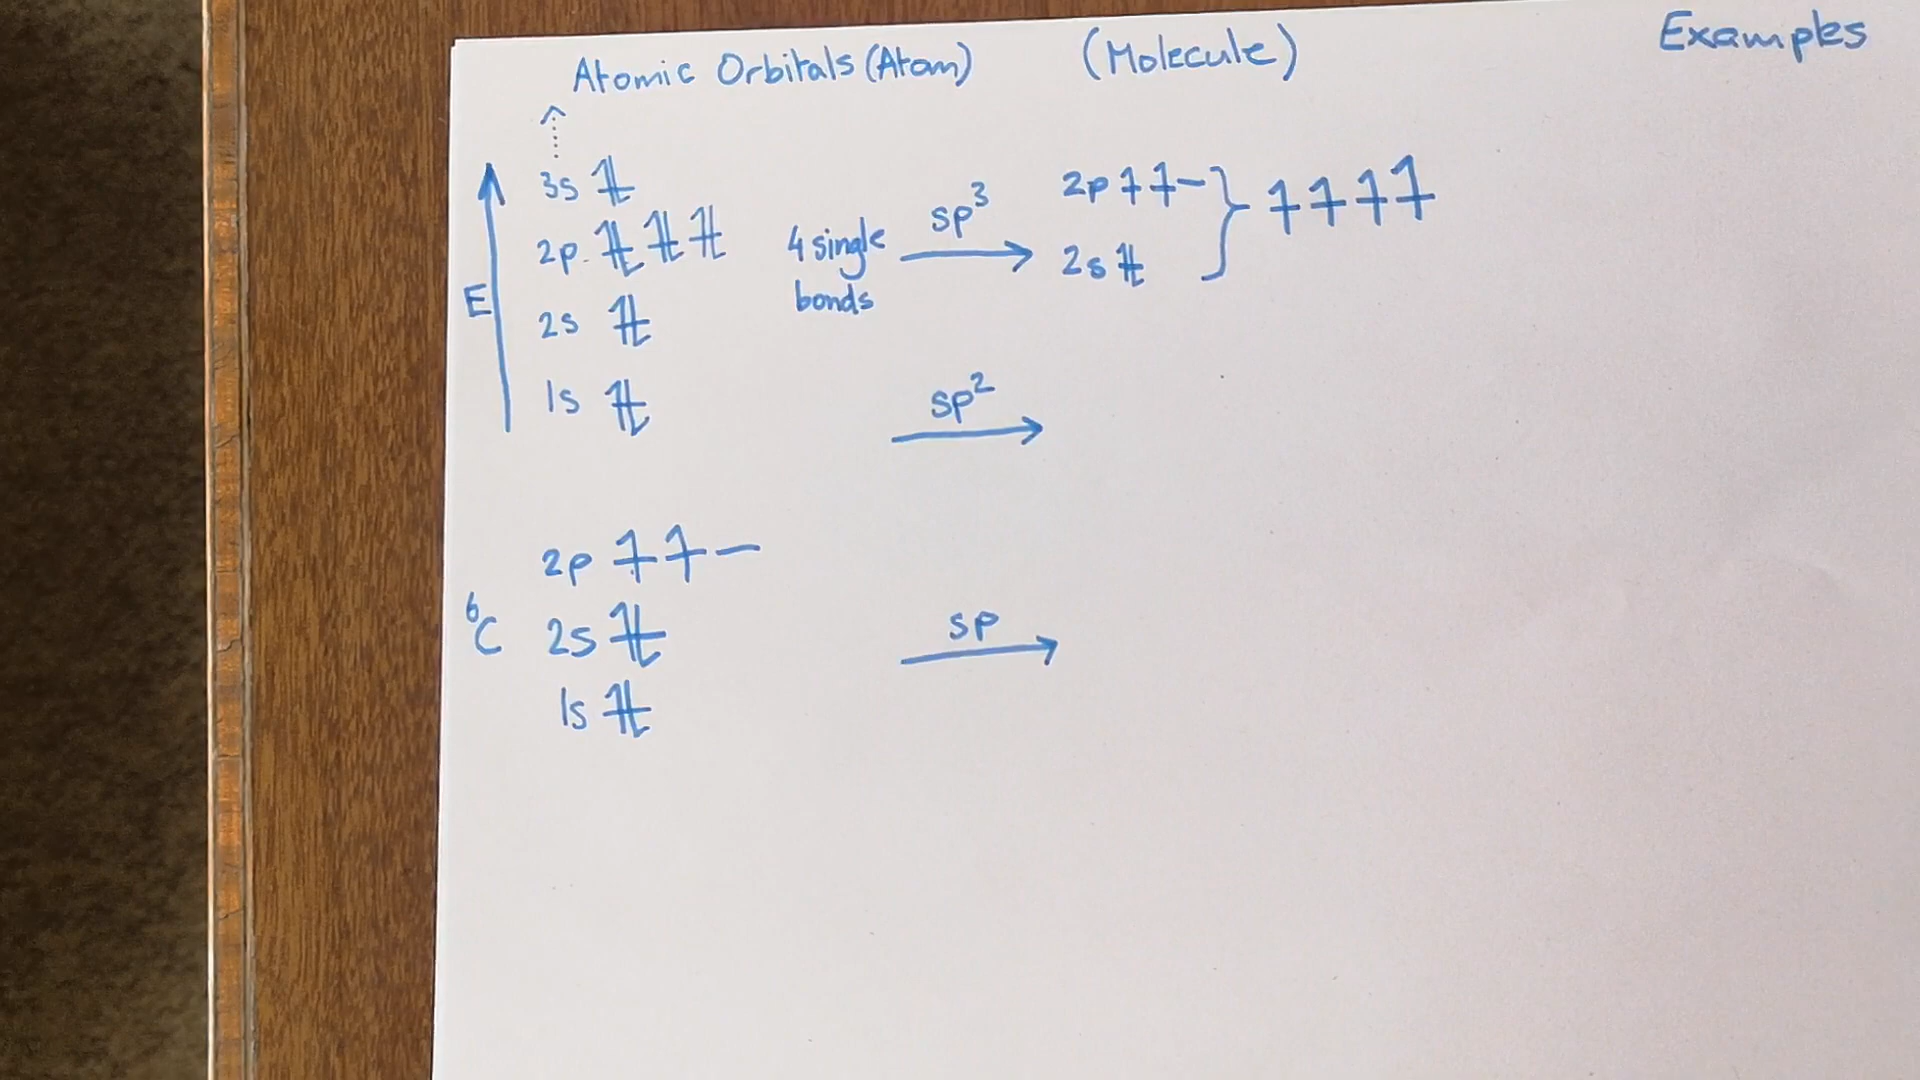 Atomic Orbitals (Atom) (Molecule) Examples
3s ⥮
2p ⥮ ⥮ ⥮
2s ⥮
1s ⥮
E
4 single
bonds
sp³
2p ↿ ↿ – } ↿ ↿ ↿ ↿
2s ⥮
sp²
2p ↿ ↿ –
⁶C 2s ⥮
1s ⥮
sp